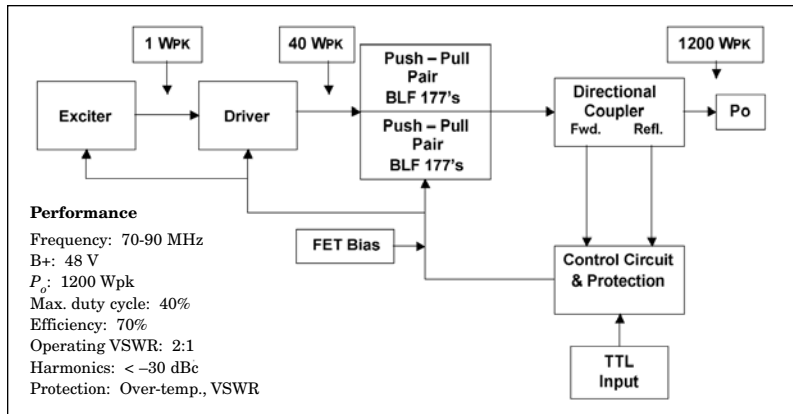 1 WPK
40 WPK
1200 WPK
Push – Pull
Pair
BLF 177's
Push – Pull
Pair
BLF 177's
Exciter
Driver
Directional
Coupler
Fwd. Refl.
Po
Performance
Frequency: 70-90 MHz
B+: 48 V
Po: 1200 Wpk
Max. duty cycle: 40%
Efficiency: 70%
Operating VSWR: 2:1
Harmonics: < –30 dBc
Protection: Over-temp., VSWR
FET Bias
Control Circuit
& Protection
TTL
Input